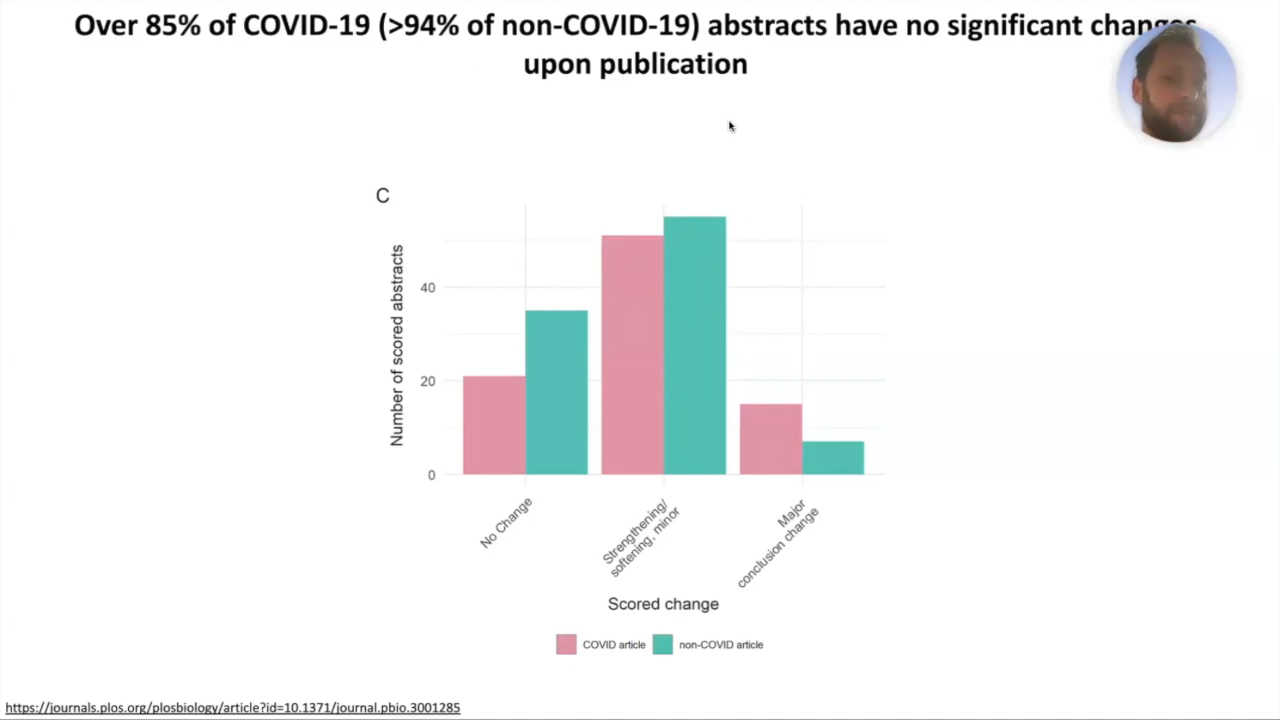 Over 85% of COVID-19 (>94% of non-COVID-19) abstracts have no significant changes
upon publication
C
Number of scored abstracts
40
20
0
No Change
Strengthening/
softening, minor
Major
conclusion change
Scored change
COVID article
non-COVID article
https://journals.plos.org/plosbiology/article?id=10.1371/journal.pbio.3001285